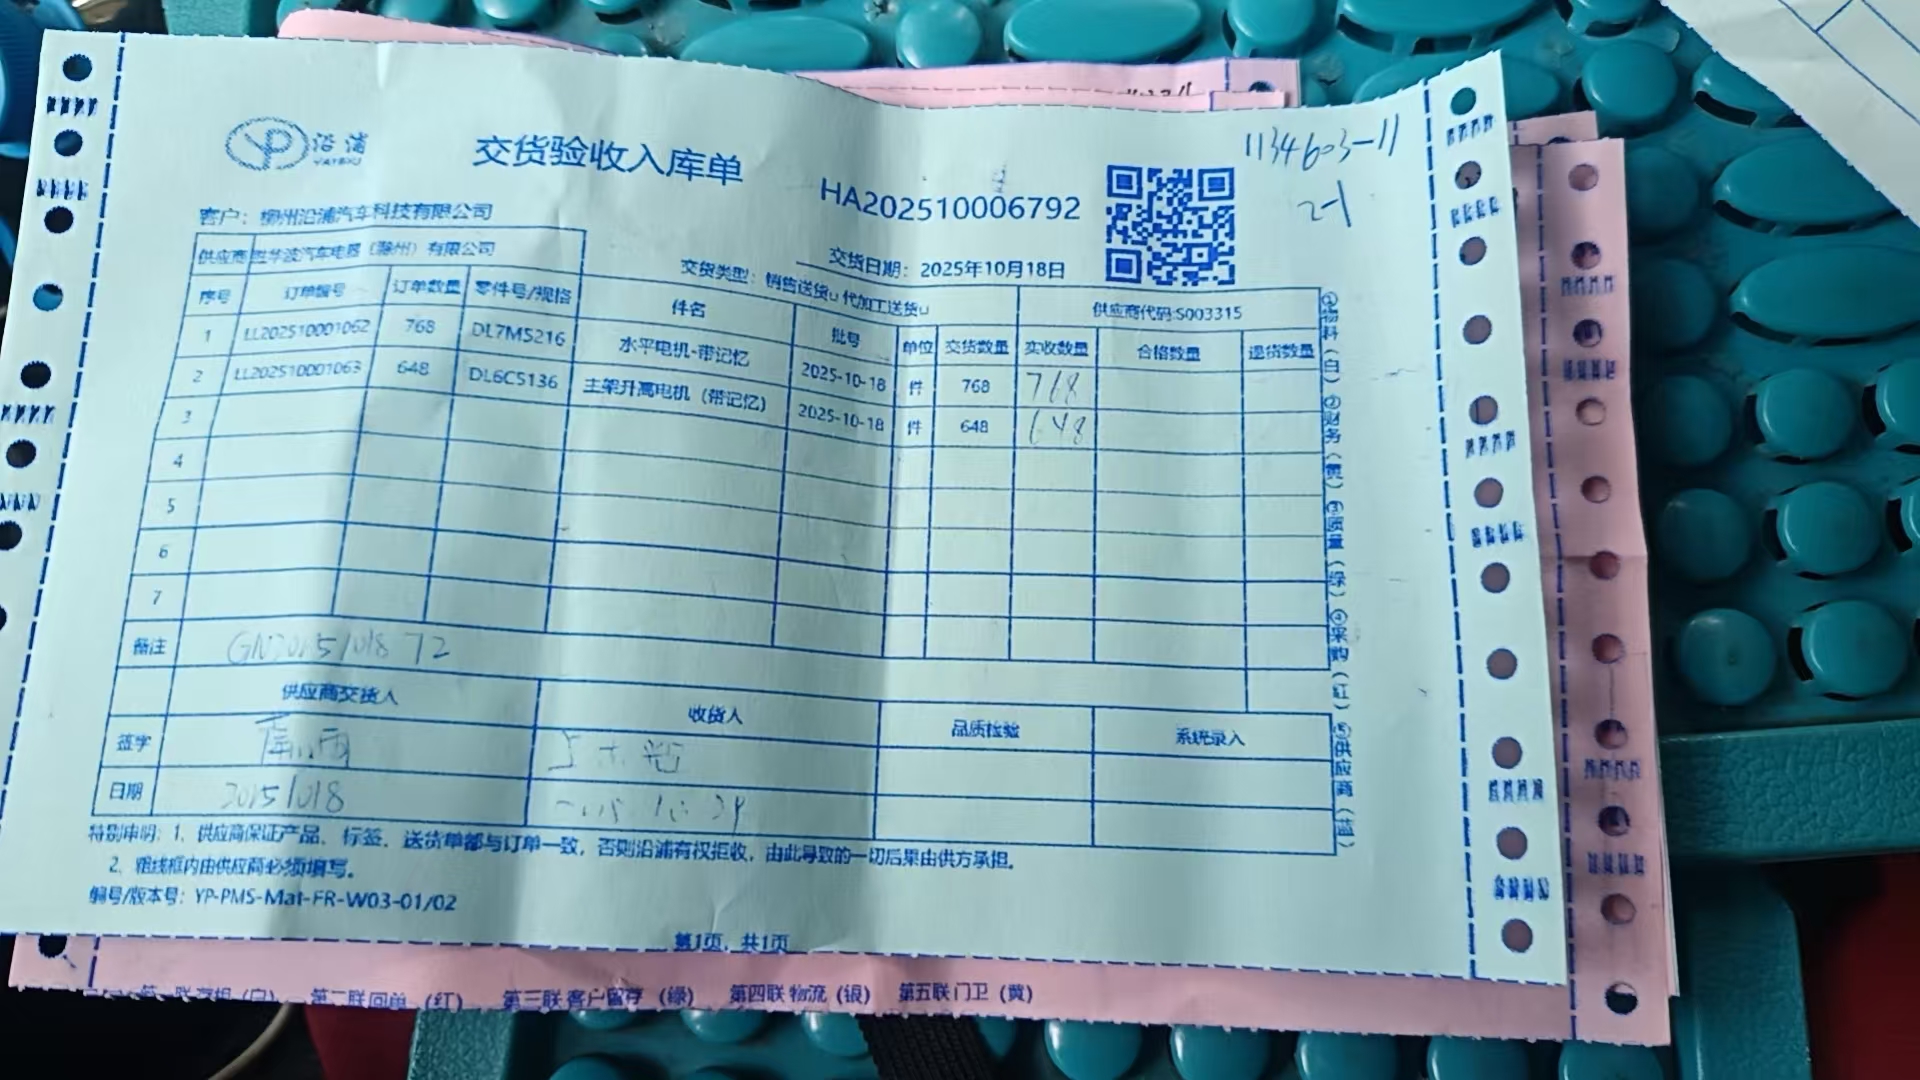 沿浦
YANPU
交货验收入库单
HA202510006792
1134603-11
2-1
客户：柳州沿浦汽车科技有限公司
交货日期：2025年10月18日
供应商 胜华波汽车电器（滁州）有限公司
交货类型：销售送货u 代加工送货u
供应商代码:S003315
序号 订单编号 订单数量 零件号/规格 件名 批号 单位 交货数量 实收数量 合格数量 退货数量
1 LL202510001062 768 DL7M5216 水平电机-带记忆 2025-10-18 件 768 768
2 LL202510001063 648 DL6C5136 主架升高电机（带记忆） 2025-10-18 件 648 648
3
4
5
6
7
备注 GN20251018 72
供应商交货人 收货人 品质检验 系统录入
签字
日期 20251018
特别申明：1、供应商保证产品、标签、送货单都与订单一致，否则沿浦有权拒收，由此导致的一切后果由供方承担。
2、粗线框内由供应商必须填写。
编号/版本号：YP-PMS-Mat-FR-W03-01/02
第1页，共1页
①物料（白）②财务（黄）③质量（绿）④采购（红）⑤供应商（蓝）
第二联 回单（红） 第三联 客户留存（绿） 第四联 物流（银） 第五联 门卫（黄）